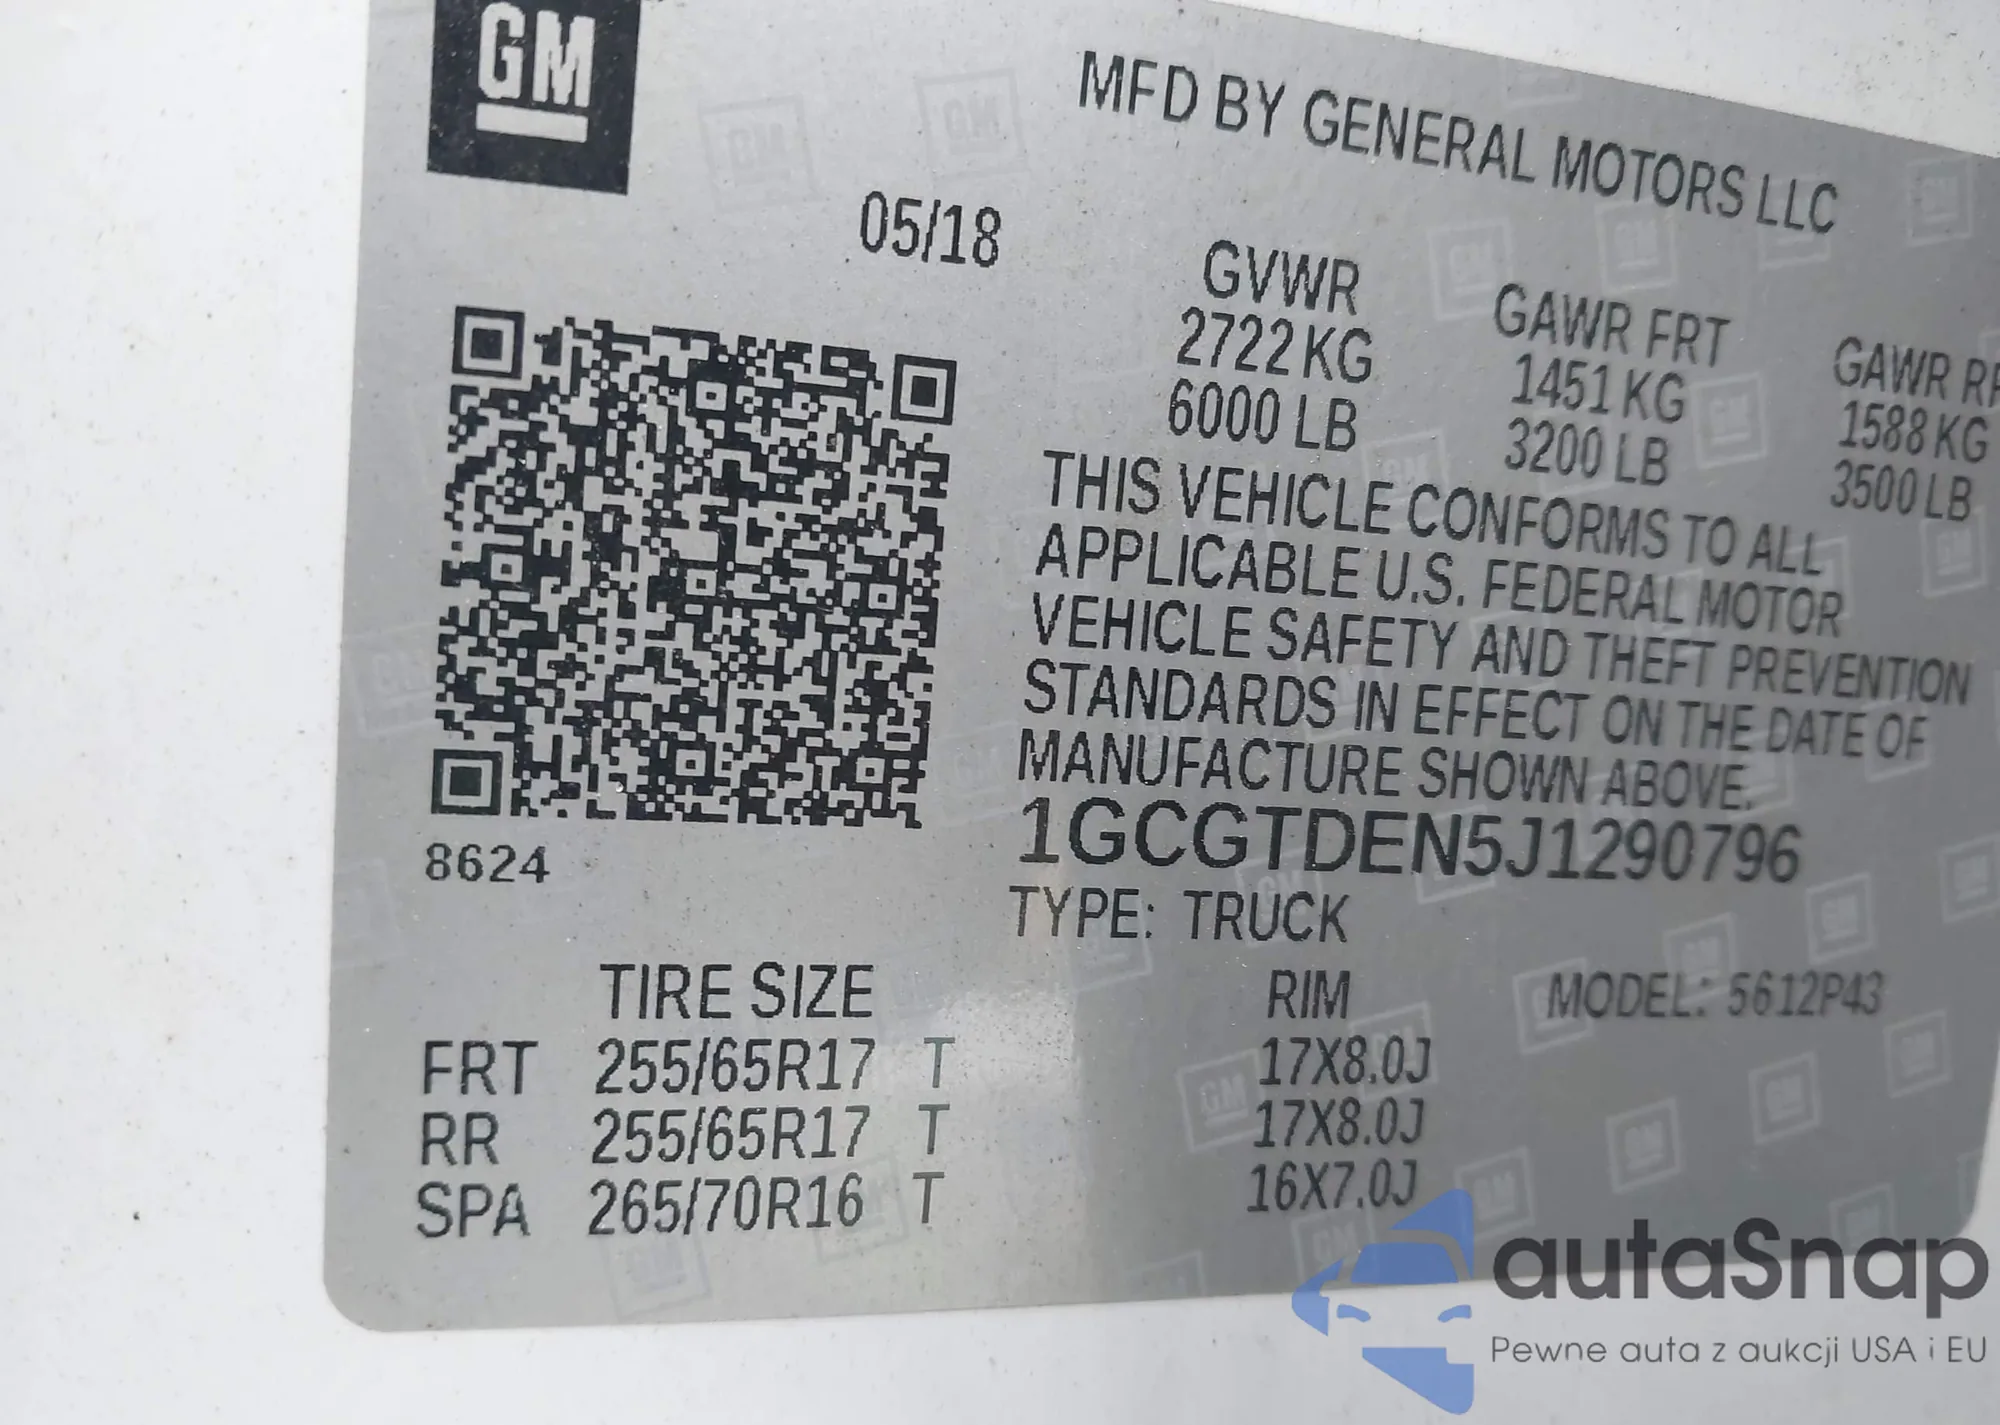 GM
MFD BY GENERAL MOTORS LLC
05/18
GVWR GAWR FRT GAWR RR
2722 KG 1451 KG 1588 KG
6000 LB 3200 LB 3500 LB
THIS VEHICLE CONFORMS TO ALL
APPLICABLE U.S. FEDERAL MOTOR
VEHICLE SAFETY AND THEFT PREVENTION
STANDARDS IN EFFECT ON THE DATE OF
MANUFACTURE SHOWN ABOVE.
1GCGTDEN5J1290796
8624
TYPE: TRUCK
TIRE SIZE RIM MODEL: 5612P43
FRT 255/65R17 T 17X8.0J
RR 255/65R17 T 17X8.0J
SPA 265/70R16 T 16X7.0J
autaSnap
Pewne auta z aukcji USA i EU